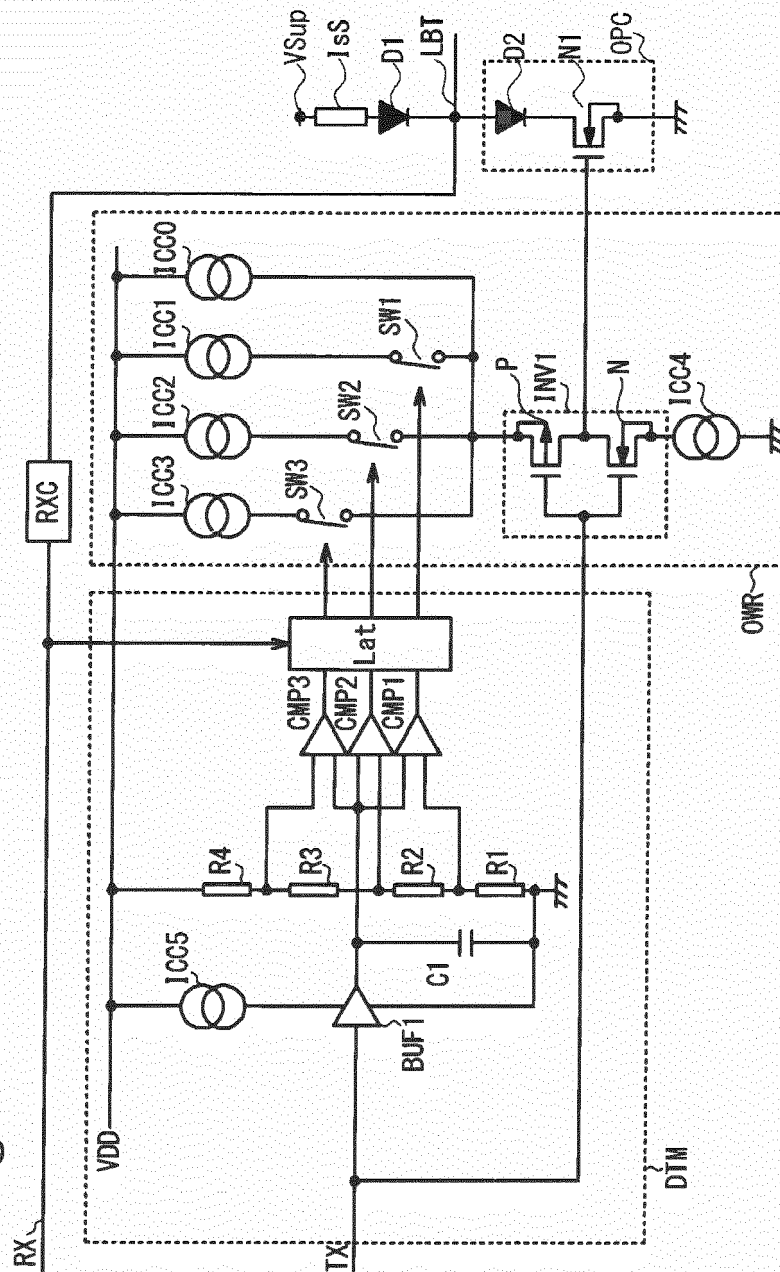 RX
RXC
VDD
TX
ICC5
BUF1
C1
R4
R3
R2
R1
CMP3
CMP2
CMP1
Lat
DTM
ICC3
ICC2
ICC1
ICC0
SW3
SW2
SW1
P
INV1
N
ICC4
OWR
VSup
IsS
D1
LBT
D2
N1
OPC